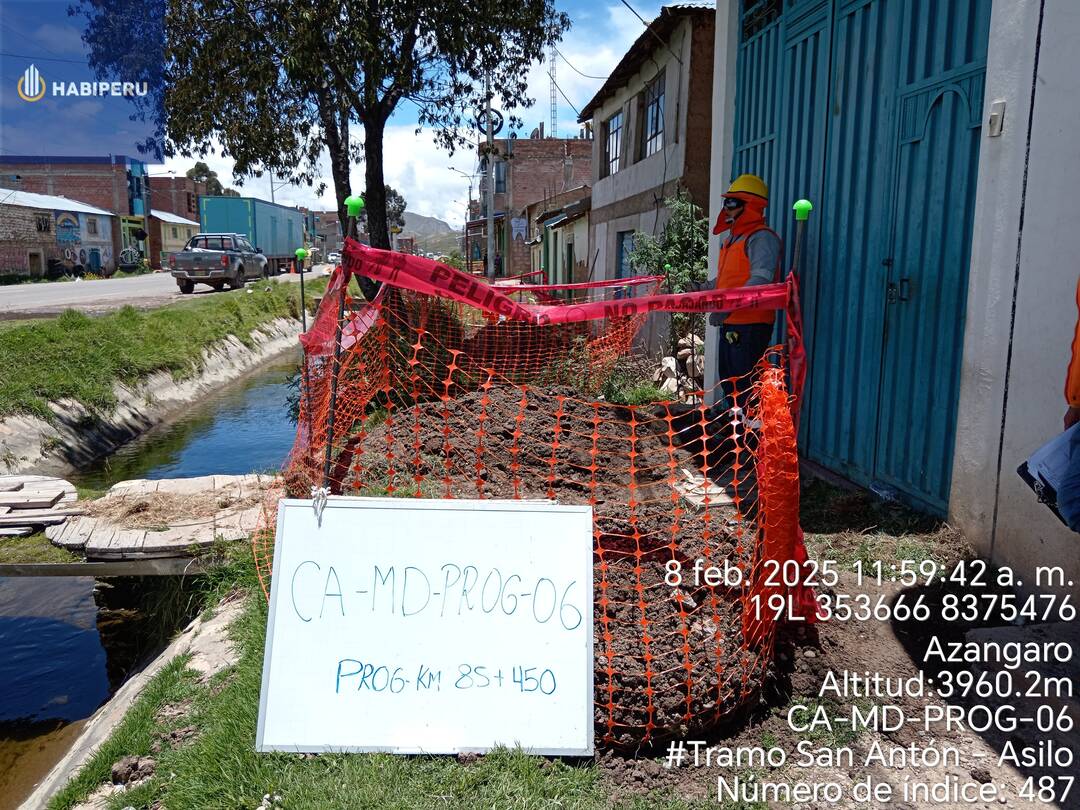 HABIPERU
PELIGRO NO PA
CA-MD-PROG-06
PROG-KM 85+450
8 feb. 2025 11:59:42 a. m.
19L 353666 8375476
Azangaro
Altitud:3960.2m
CA-MD-PROG-06
#Tramo San Antón - Asilo
Número de índice: 487